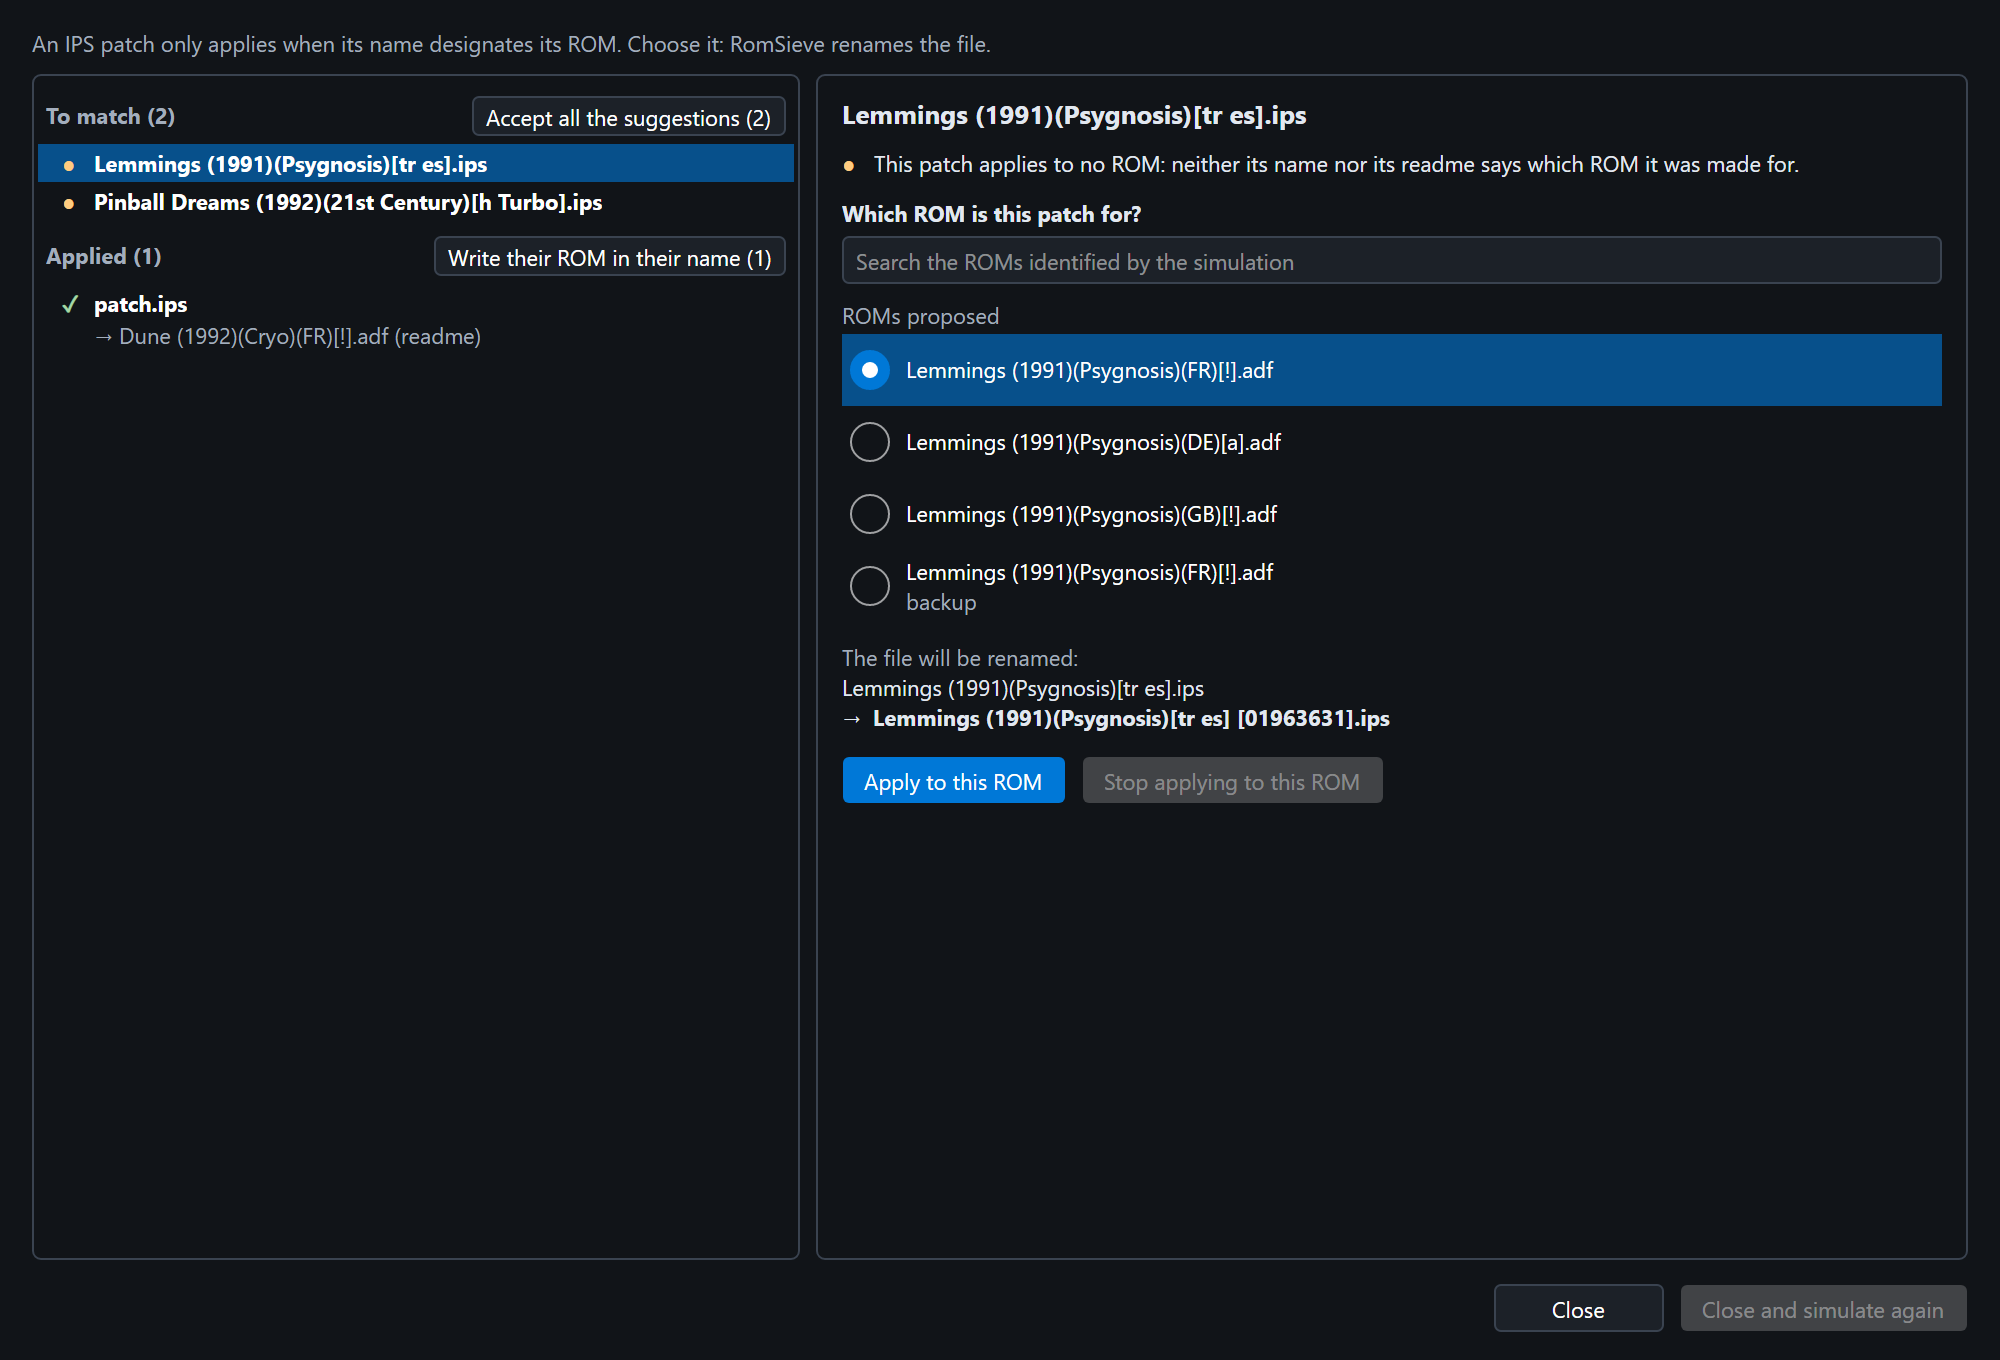 An IPS patch only applies when its name designates its ROM. Choose it: RomSieve renames the file.
To match (2)
Accept all the suggestions (2)
Lemmings (1991)(Psygnosis)[tr es].ips
Pinball Dreams (1992)(21st Century)[h Turbo].ips
Applied (1)
Write their ROM in their name (1)
✓ patch.ips
→ Dune (1992)(Cryo)(FR)[!].adf (readme)
Lemmings (1991)(Psygnosis)[tr es].ips
This patch applies to no ROM: neither its name nor its readme says which ROM it was made for.
Which ROM is this patch for?
Search the ROMs identified by the simulation
ROMs proposed
Lemmings (1991)(Psygnosis)(FR)[!].adf
Lemmings (1991)(Psygnosis)(DE)[a].adf
Lemmings (1991)(Psygnosis)(GB)[!].adf
Lemmings (1991)(Psygnosis)(FR)[!].adf
backup
The file will be renamed:
Lemmings (1991)(Psygnosis)[tr es].ips
→ Lemmings (1991)(Psygnosis)[tr es] [01963631].ips
Apply to this ROM
Stop applying to this ROM
Close
Close and simulate again